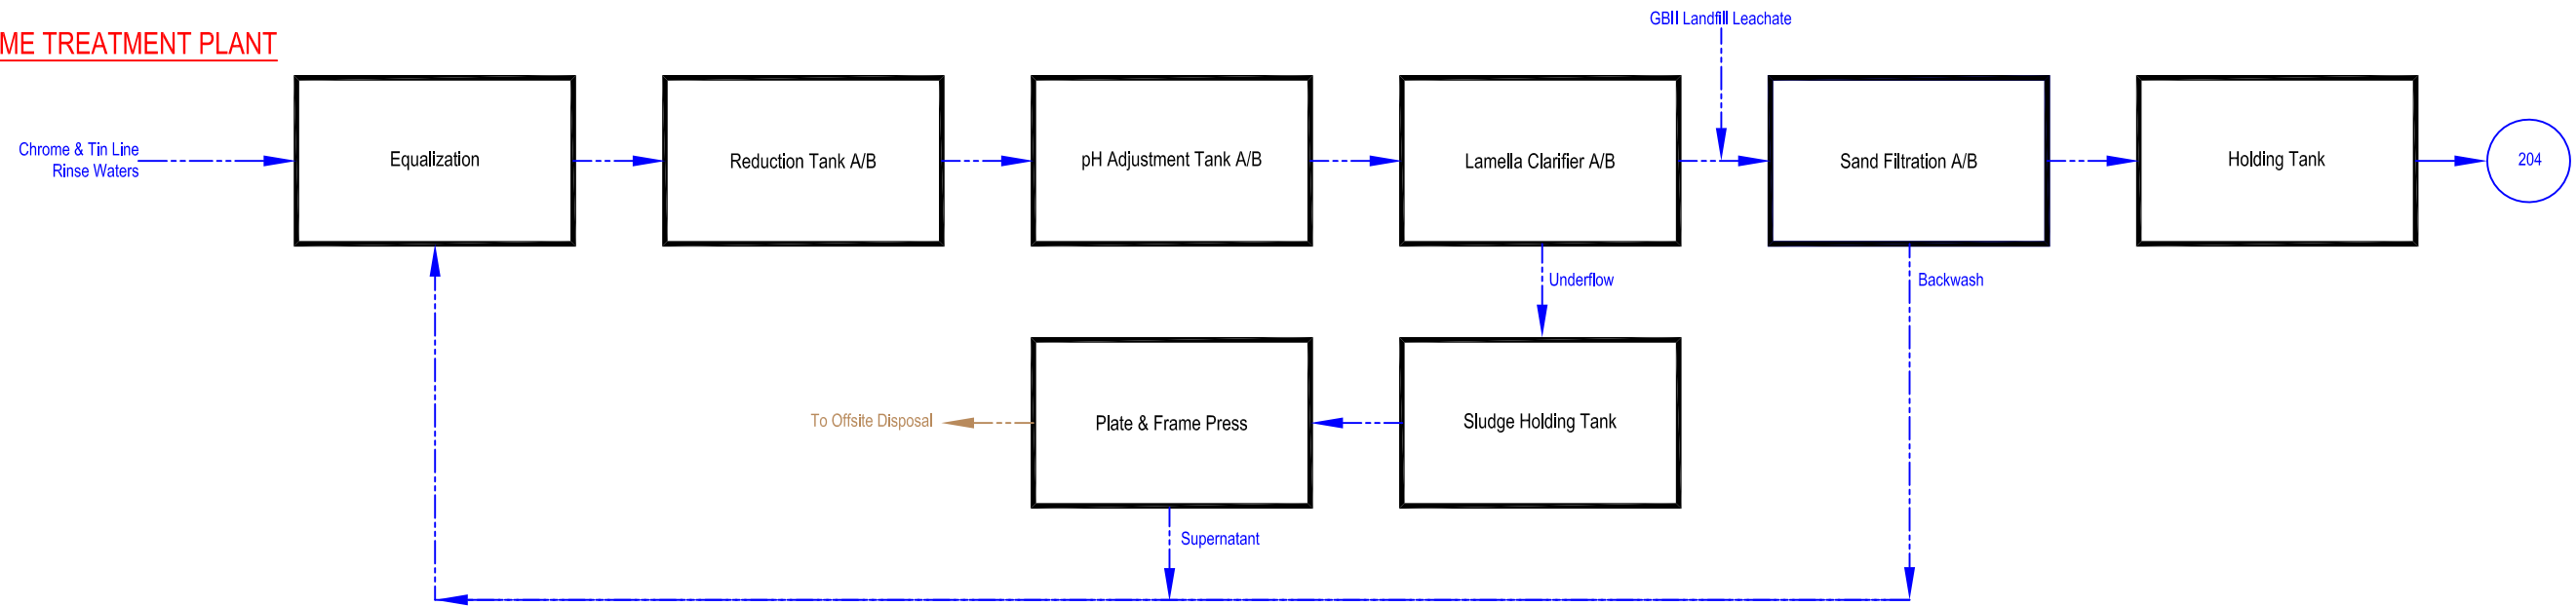 GBII Landfill Leachate
ME TREATMENT PLANT
Chrome & Tin Line
Rinse Waters
Equalization
Reduction Tank A/B
pH Adjustment Tank A/B
Lamella Clarifier A/B
Sand Filtration A/B
Holding Tank
204
Underflow
Backwash
To Offsite Disposal
Plate & Frame Press
Sludge Holding Tank
Supernatant